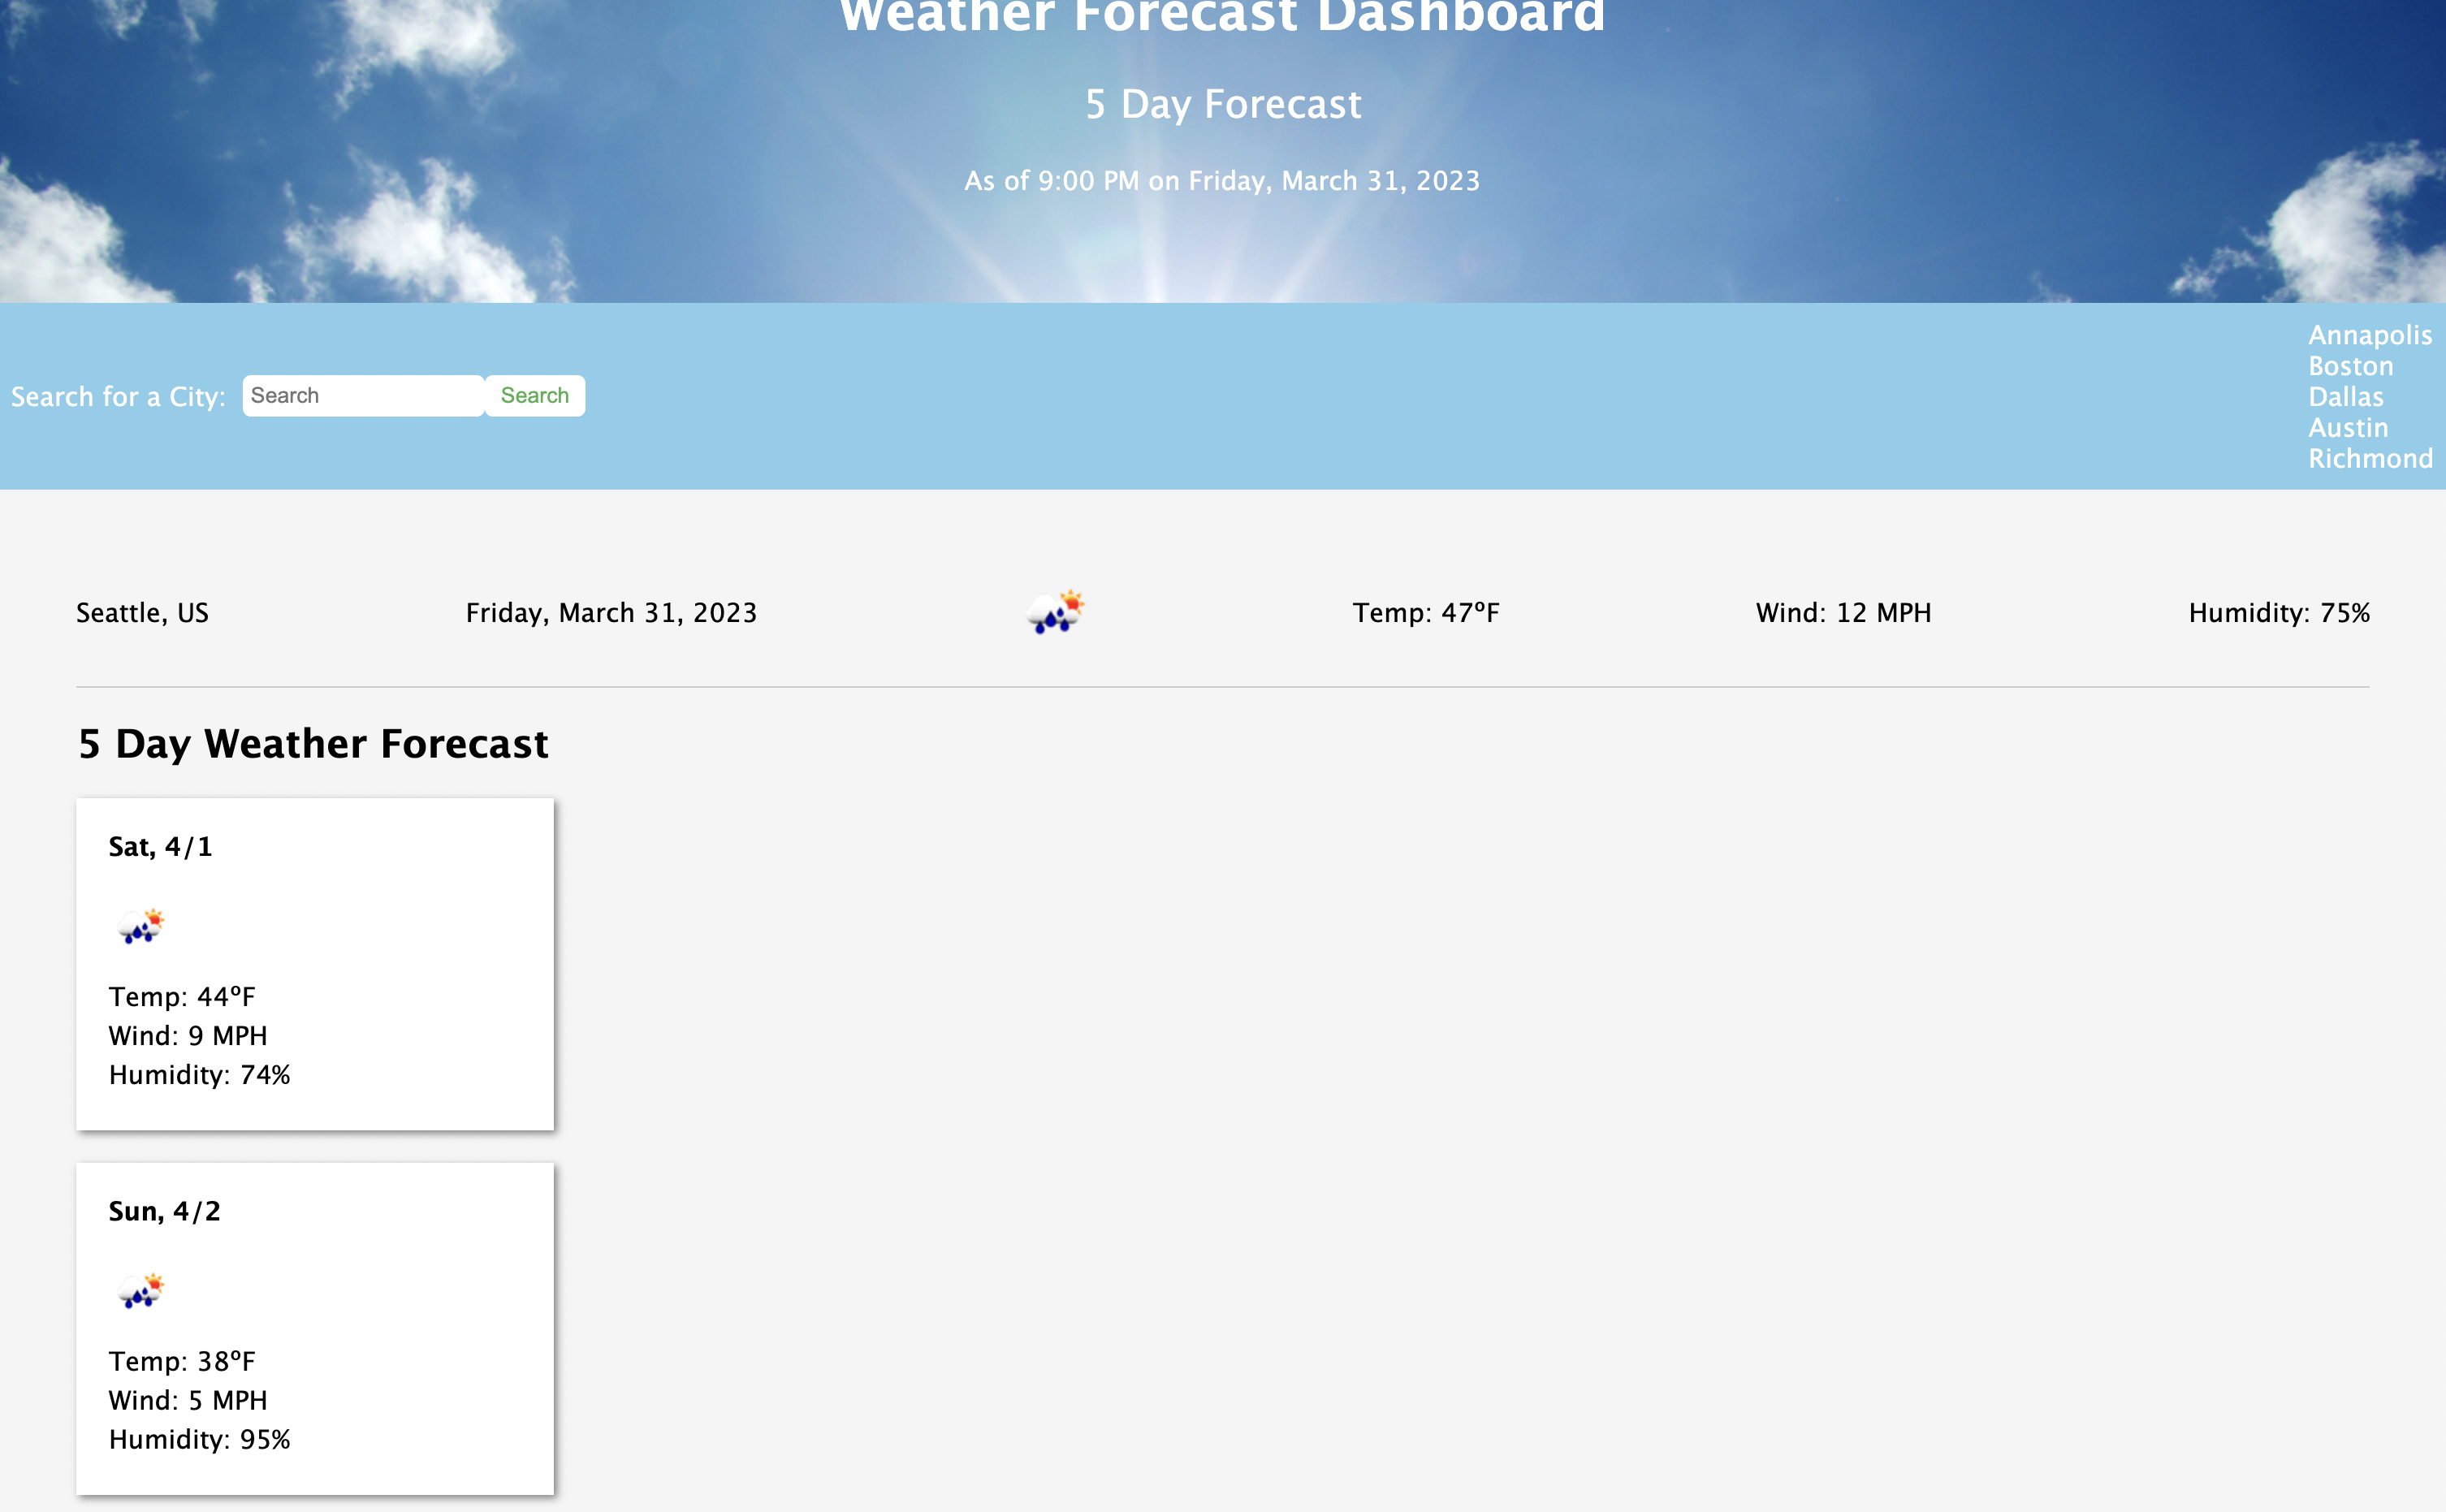 Weather Forecast Dashboard
5 Day Forecast
As of 9:00 PM on Friday, March 31, 2023
Search for a City: Search Search
Annapolis
Boston
Dallas
Austin
Richmond
Seattle, US Friday, March 31, 2023 Temp: 47ºF Wind: 12 MPH Humidity: 75%
5 Day Weather Forecast
Sat, 4/1
Temp: 44ºF
Wind: 9 MPH
Humidity: 74%
Sun, 4/2
Temp: 38ºF
Wind: 5 MPH
Humidity: 95%